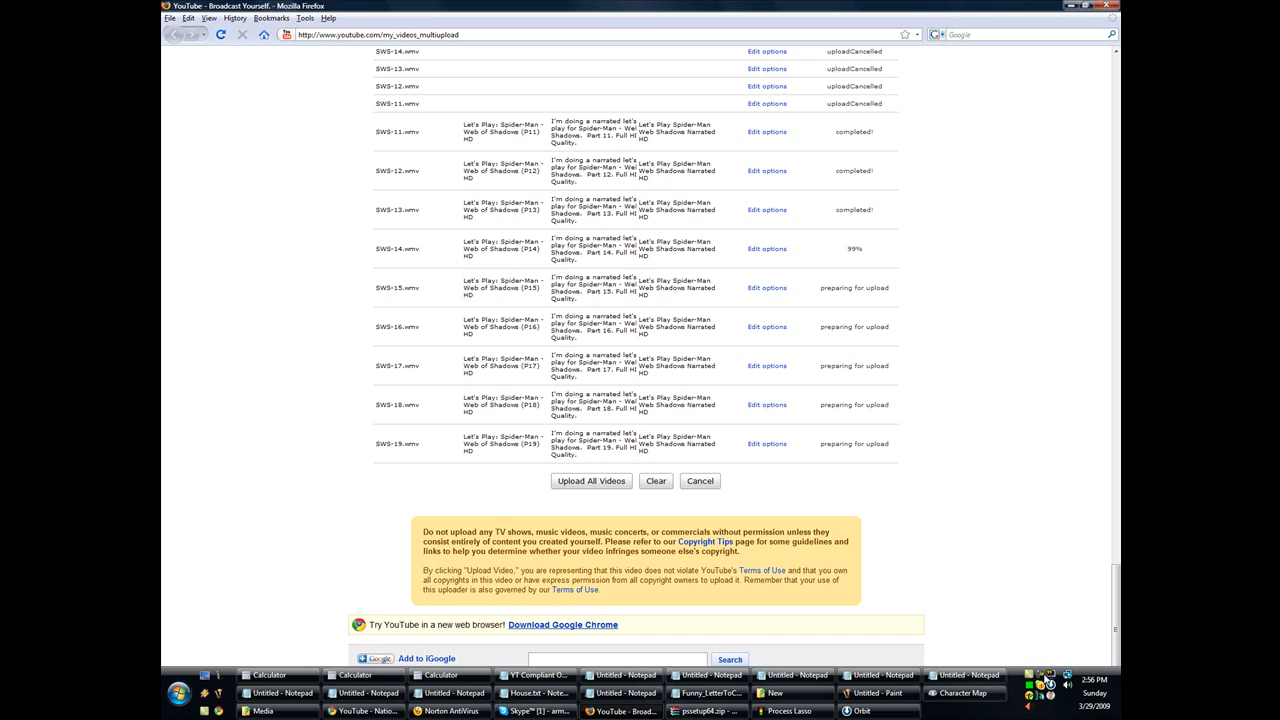 YouTube - Broadcast Yourself. - Mozilla Firefox
File Edit View History Bookmarks Tools Help
http://www.youtube.com/my_videos_multiupload
Google
SWS-14.wmv Edit options uploadCancelled
SWS-13.wmv Edit options uploadCancelled
SWS-12.wmv Edit options uploadCancelled
SWS-11.wmv Edit options uploadCancelled
SWS-11.wmv Let's Play: Spider-Man - Web of Shadows (P11) HD I'm doing a narrated let's play for Spider-Man - We Shadows. Part 11. Full HI Quality. Let's Play Spider-Man Web Shadows Narrated HD Edit options completed!
SWS-12.wmv Let's Play: Spider-Man - Web of Shadows (P12) HD I'm doing a narrated let's play for Spider-Man - We Shadows. Part 12. Full HI Quality. Let's Play Spider-Man Web Shadows Narrated HD Edit options completed!
SWS-13.wmv Let's Play: Spider-Man - Web of Shadows (P13) HD I'm doing a narrated let's play for Spider-Man - We Shadows. Part 13. Full HI Quality. Let's Play Spider-Man Web Shadows Narrated HD Edit options completed!
SWS-14.wmv Let's Play: Spider-Man - Web of Shadows (P14) HD I'm doing a narrated let's play for Spider-Man - We Shadows. Part 14. Full HI Quality. Let's Play Spider-Man Web Shadows Narrated HD Edit options 99%
SWS-15.wmv Let's Play: Spider-Man - Web of Shadows (P15) HD I'm doing a narrated let's play for Spider-Man - We Shadows. Part 15. Full HI Quality. Let's Play Spider-Man Web Shadows Narrated HD Edit options preparing for upload
SWS-16.wmv Let's Play: Spider-Man - Web of Shadows (P16) HD I'm doing a narrated let's play for Spider-Man - We Shadows. Part 16. Full HI Quality. Let's Play Spider-Man Web Shadows Narrated HD Edit options preparing for upload
SWS-17.wmv Let's Play: Spider-Man - Web of Shadows (P17) HD I'm doing a narrated let's play for Spider-Man - We Shadows. Part 17. Full HI Quality. Let's Play Spider-Man Web Shadows Narrated HD Edit options preparing for upload
SWS-18.wmv Let's Play: Spider-Man - Web of Shadows (P18) HD I'm doing a narrated let's play for Spider-Man - We Shadows. Part 18. Full HI Quality. Let's Play Spider-Man Web Shadows Narrated HD Edit options preparing for upload
SWS-19.wmv Let's Play: Spider-Man - Web of Shadows (P19) HD I'm doing a narrated let's play for Spider-Man - We Shadows. Part 19. Full HI Quality. Let's Play Spider-Man Web Shadows Narrated HD Edit options preparing for upload
Upload All Videos Clear Cancel
Do not upload any TV shows, music videos, music concerts, or commercials without permission unless they
consist entirely of content you created yourself. Please refer to our Copyright Tips page for some guidelines and
links to help you determine whether your video infringes someone else's copyright.
By clicking "Upload Video," you are representing that this video does not violate YouTube's Terms of Use and that you own
all copyrights in this video or have express permission from all copyright owners to upload it. Remember that your use of
this uploader is also governed by our Terms of Use.
Try YouTube in a new web browser! Download Google Chrome
Google Add to iGoogle Search
Calculator Calculator Calculator YT Compliant O... Untitled - Notepad Untitled - Notepad Untitled - Notepad Untitled - Notepad Untitled - Notepad 2:56 PM
Untitled - Notepad Untitled - Notepad Untitled - Notepad House.txt - Notep... Untitled - Notepad Funny_LetterToC... New Untitled - Paint Character Map Sunday
Media YouTube - Natio... Norton AntiVirus Skype™ [1] - arm... YouTube - Broad... pssetup64.zip - ... Process Lasso Orbit 3/29/2009